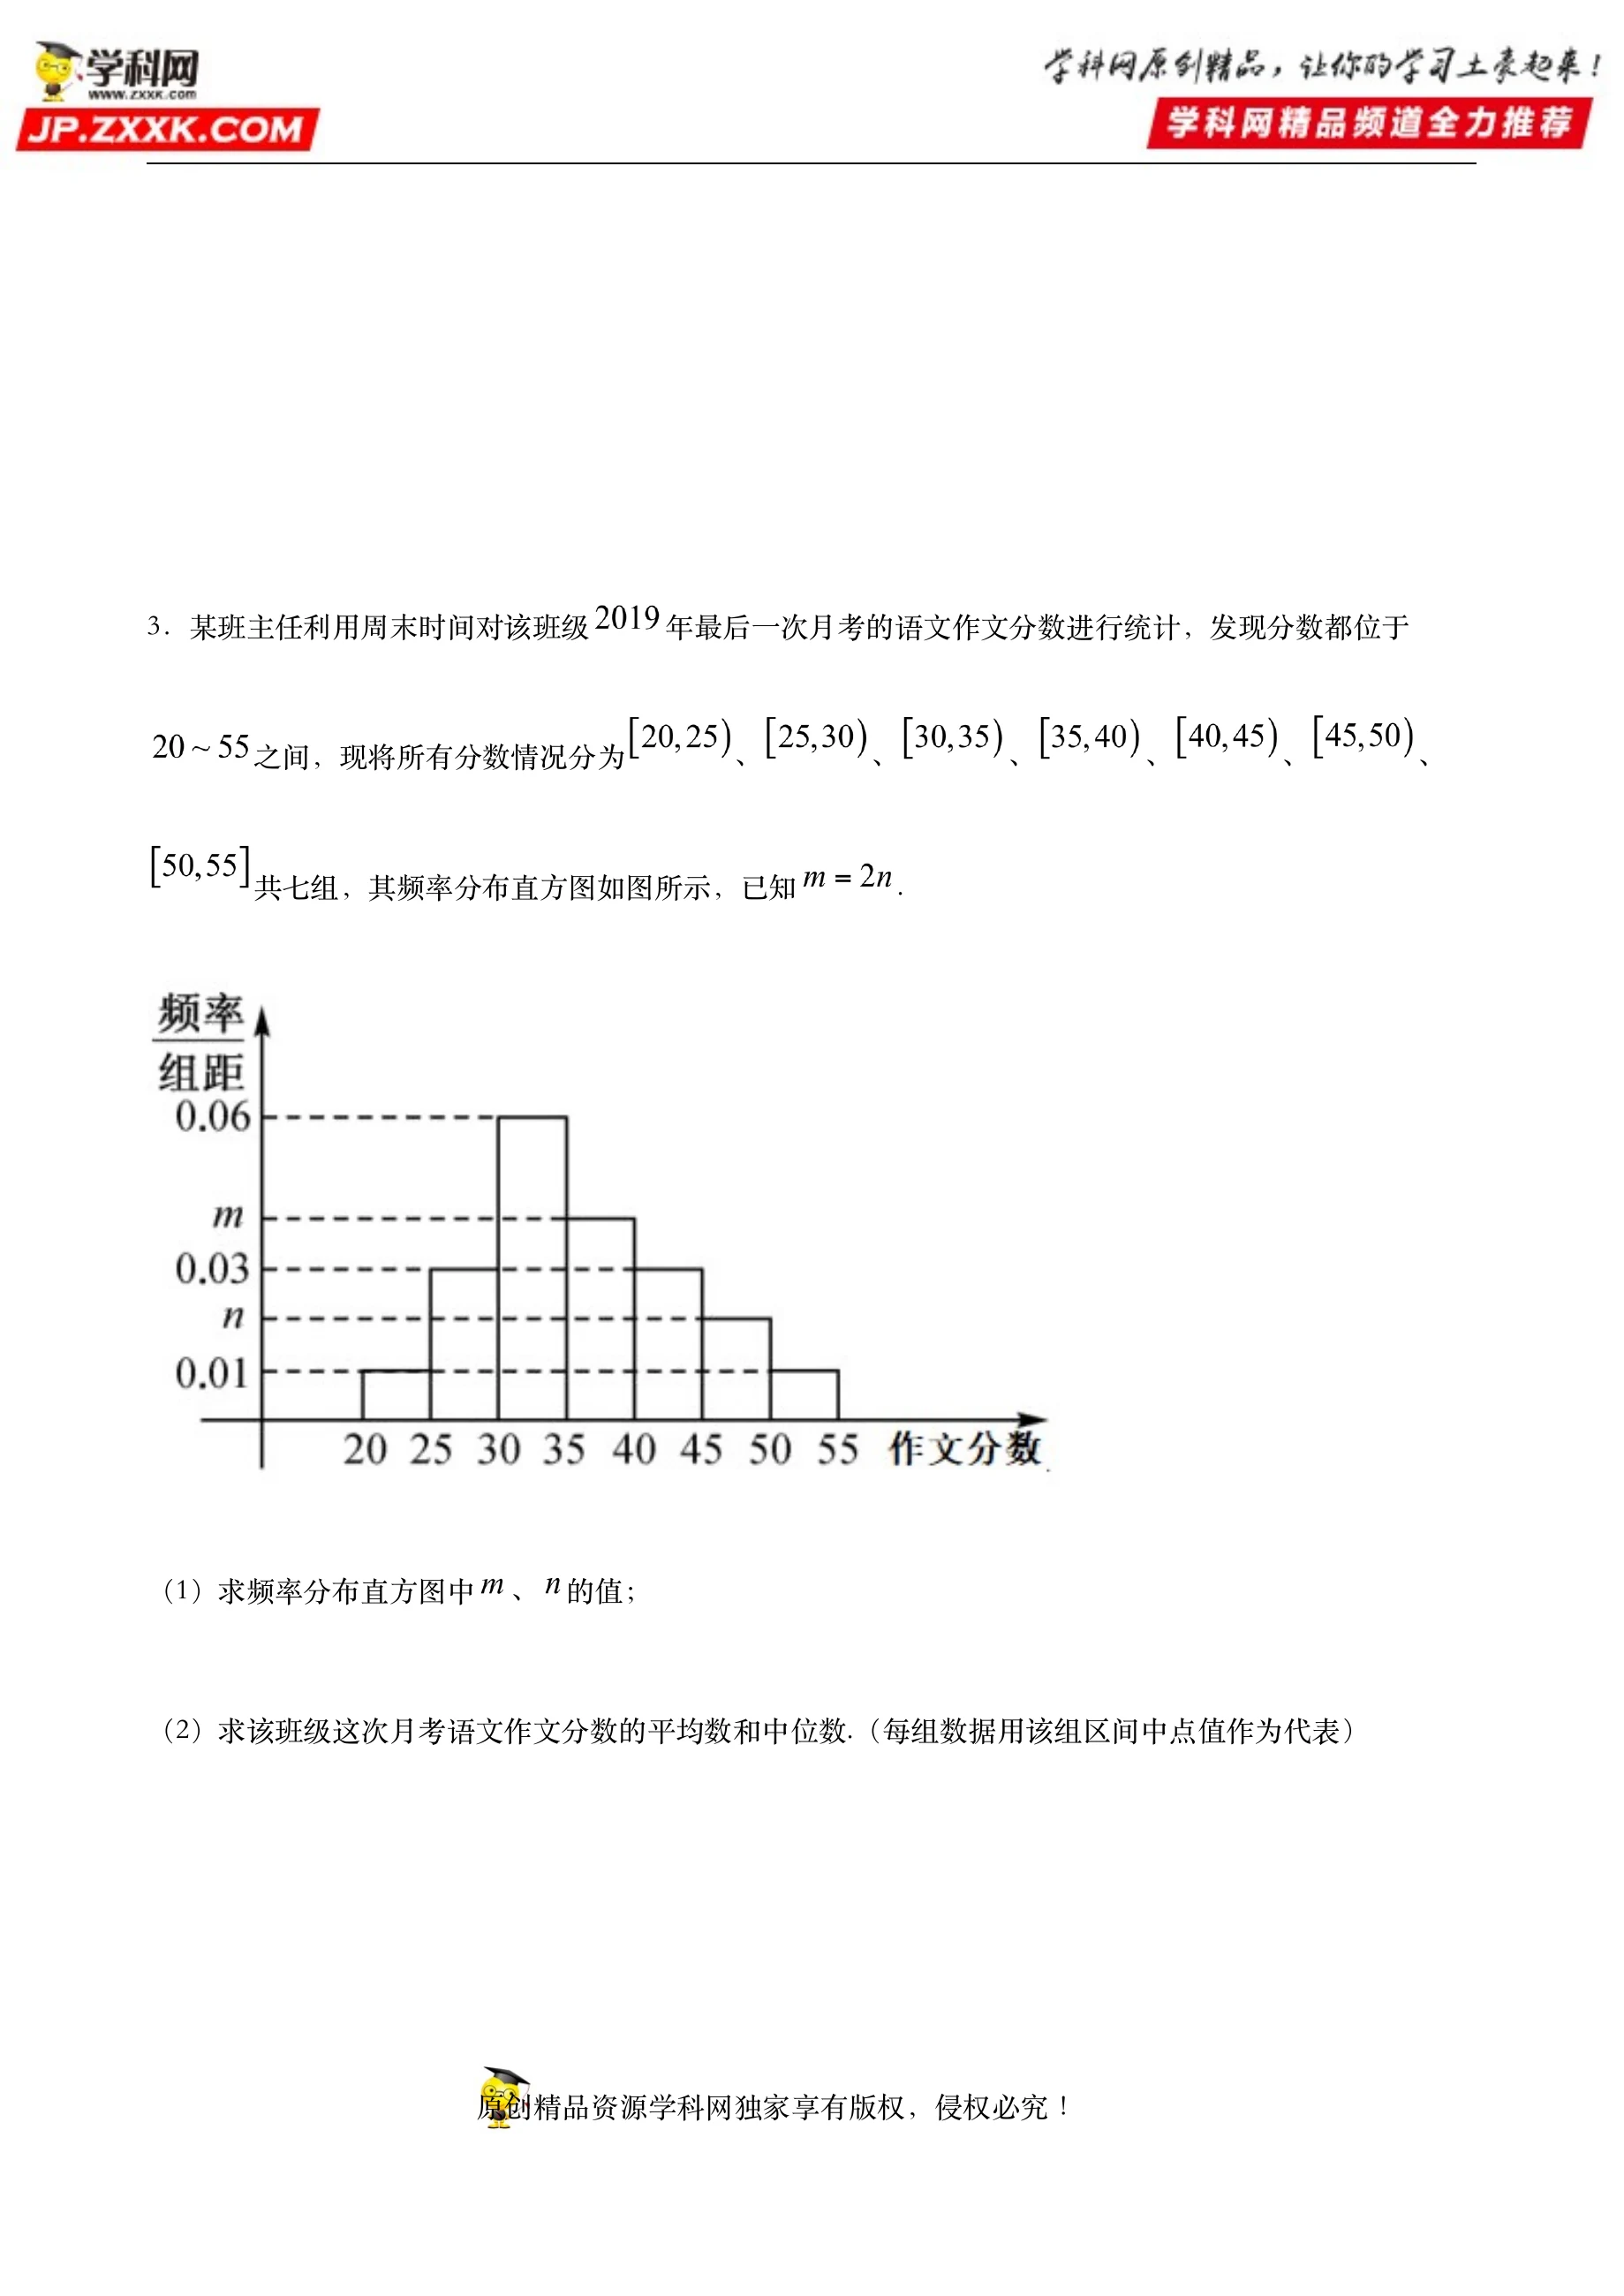 学科网
www.zxxk.com
JP.ZXXK.COM
学科网原创精品，让你的学习土豪起来！
学科网精品频道全力推荐
3．某班主任利用周末时间对该班级2019年最后一次月考的语文作文分数进行统计，发现分数都位于
20~55之间，现将所有分数情况分为[20,25)、[25,30)、[30,35)、[35,40)、[40,45)、[45,50)、
[50,55]共七组，其频率分布直方图如图所示，已知m=2n.
频率
组距
0.06
m
0.03
n
0.01
20 25 30 35 40 45 50 55 作文分数
（1）求频率分布直方图中m、n的值；
（2）求该班级这次月考语文作文分数的平均数和中位数.（每组数据用该组区间中点值作为代表）
原创精品资源学科网独家享有版权，侵权必究！